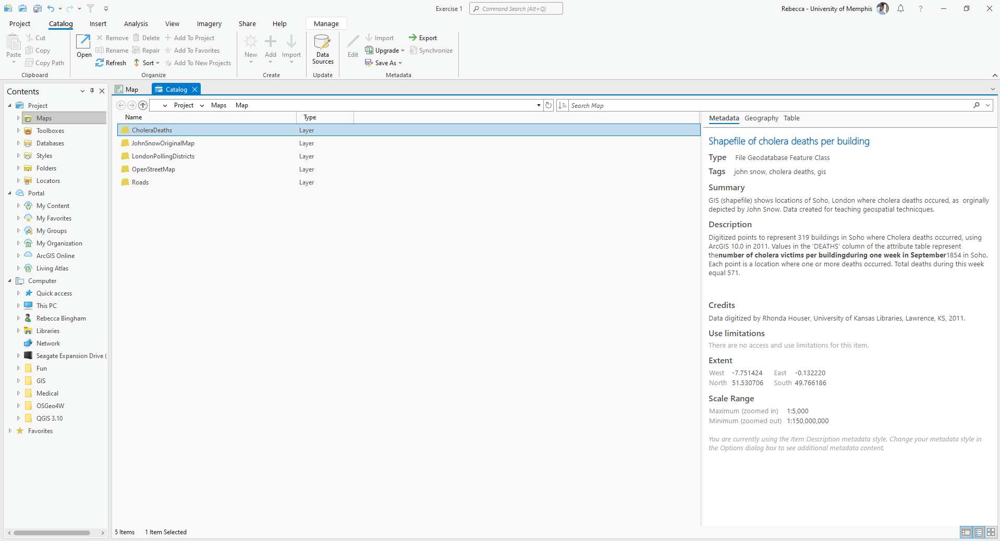 Exercise 1
Command Search (Alt+Q)
Rebecca - University of Memphis
?
Project Catalog Insert Analysis View Imagery Share Help Manage
Paste
Cut
Copy
Copy Path
Clipboard
Open
Remove Delete Add To Project
Rename Repair Add To Favorites
Refresh Sort Add To New Projects
Organize
New Add Import
Create
Data
Sources
Update
Edit
Import Export
Upgrade Synchronize
Save As
Metadata
Contents
Project
Maps
Toolboxes
Databases
Styles
Folders
Locators
Portal
My Content
My Favorites
My Groups
My Organization
ArcGIS Online
Living Atlas
Computer
Quick access
This PC
Rebecca Bingham
Libraries
Network
Seagate Expansion Drive (
Fun
GIS
Medical
OSGeo4W
QGIS 3.10
Favorites
Map Catalog
Project Maps Map
Search Map
Name Type
CholeraDeaths Layer
JohnSnowOriginalMap Layer
LondonPollingDistricts Layer
OpenStreetMap Layer
Roads Layer
5 Items 1 Item Selected
Metadata Geography Table
Shapefile of cholera deaths per building
Type File Geodatabase Feature Class
Tags john snow, cholera deaths, gis
Summary
GIS (shapefile) shows locations of Soho, London where cholera deaths occured, as orginally
depicted by John Snow. Data created for teaching geospatial technicques.
Description
Digitized points to represent 319 buildings in Soho where Cholera deaths occurred, using
ArcGIS 10.0 in 2011. Values in the ‘DEATHS’ column of the attribute table represent
thenumber of cholera victims per buildingduring one week in September1854 in Soho.
Each point is a location where one or more deaths occurred. Total deaths during this week
equal 571.
Credits
Data digitized by Rhonda Houser, University of Kansas Libraries, Lawrence, KS, 2011.
Use limitations
There are no access and use limitations for this item.
Extent
West -7.751424 East -0.132220
North 51.530706 South 49.766186
Scale Range
Maximum (zoomed in) 1:5,000
Minimum (zoomed out) 1:150,000,000
You are currently using the Item Description metadata style. Change your metadata style in
the Options dialog box to see additional metadata content.